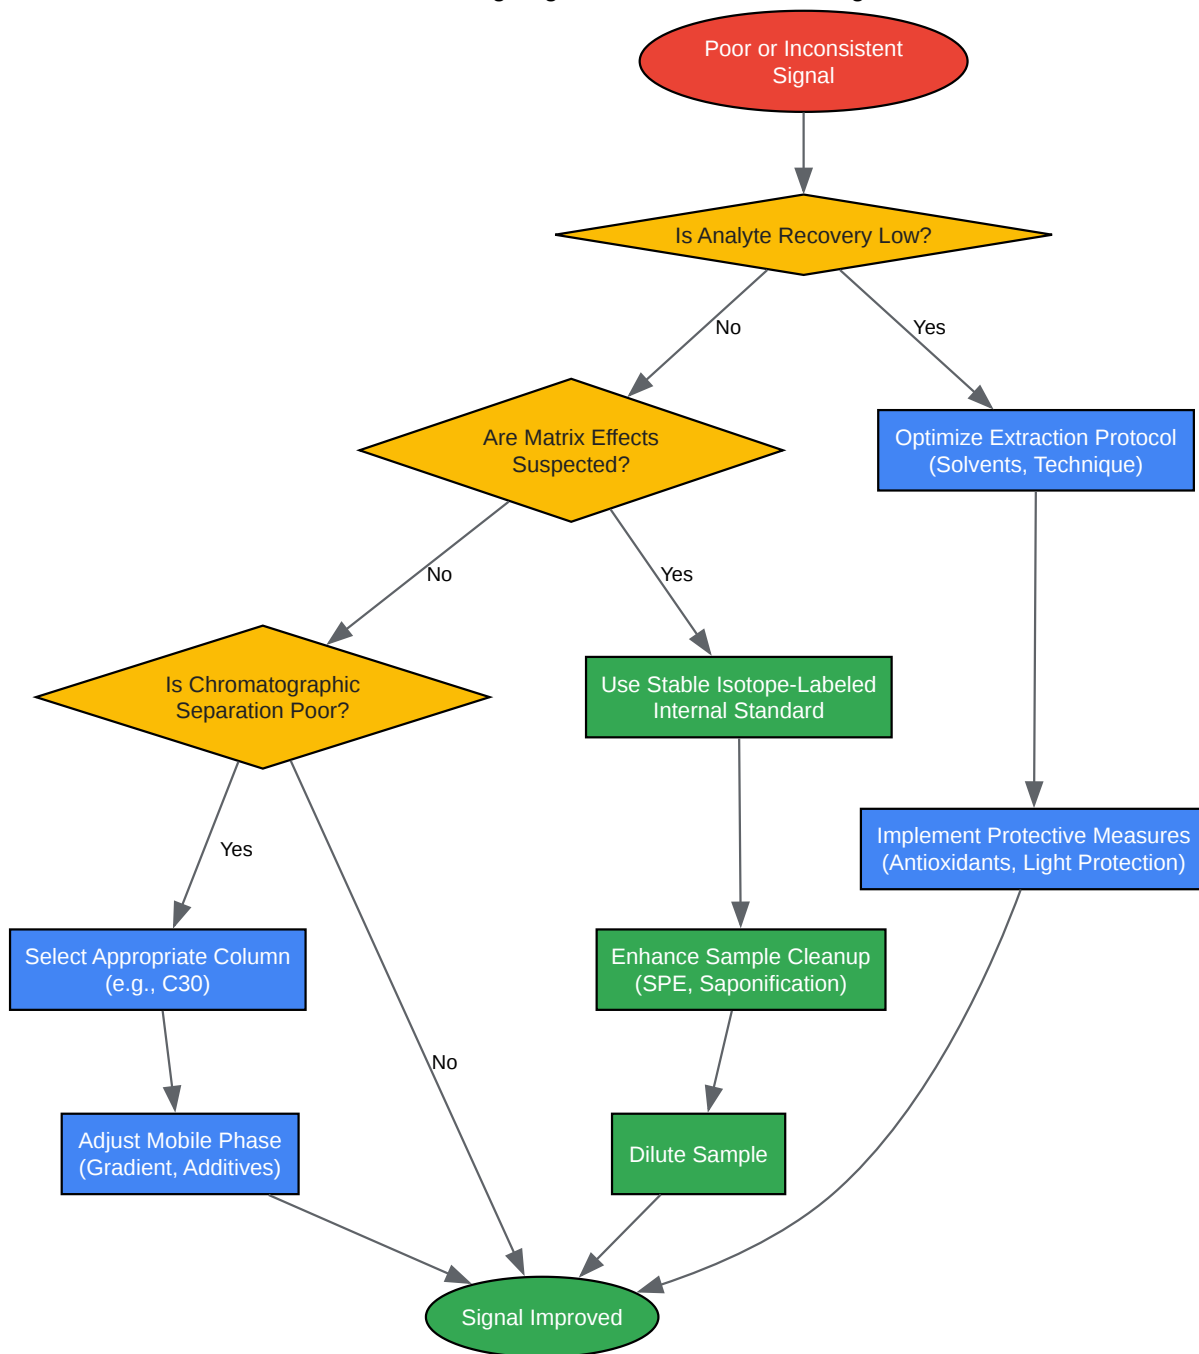 Poor or Inconsistent
Signal
Is Analyte Recovery Low?
No
Yes
Are Matrix Effects
Suspected?
Optimize Extraction Protocol
(Solvents, Technique)
No
Yes
Is Chromatographic
Separation Poor?
Use Stable Isotope-Labeled
Internal Standard
Yes
Implement Protective Measures
(Antioxidants, Light Protection)
Select Appropriate Column
(e.g., C30)
Enhance Sample Cleanup
(SPE, Saponification)
No
Adjust Mobile Phase
(Gradient, Additives)
Dilute Sample
Signal Improved